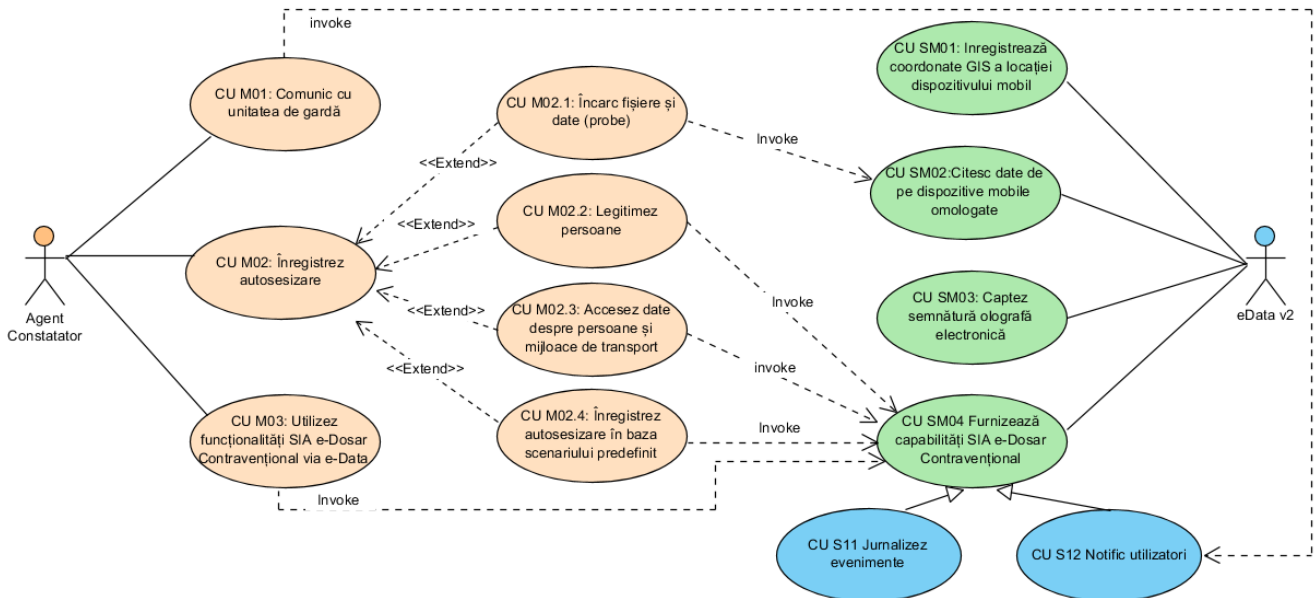 invoke
CU M01: Comunic cu
unitatea de gardă
CU M02.1: Încarc fișiere și
date (probe)
Invoke
CU SM01: Inregistrează
coordonate GIS a locației
dispozitivului mobil
<<Extend>>
CU SM02:Citesc date de
pe dispozitive mobile
omologate
CU M02.2: Legitimez
persoane
<<Extend>>
CU M02: Înregistrez
autosesizare
Agent
Constatator
CU M02.3: Accesez date
despre persoane și
mijloace de transport
<<Extend>>
Invoke
CU SM03: Captez
semnătură olografă
electronică
eData v2
<<Extend>>
invoke
CU M03: Utilizez
funcționalități SIA e-Dosar
Contravențional via e-Data
CU M02.4: Înregistrez
autosesizare în baza
scenariului predefinit
Invoke
CU SM04 Furnizează
capabilități SIA e-Dosar
Contravențional
Invoke
CU S11 Jurnalizez
evenimente
CU S12 Notific utilizatori